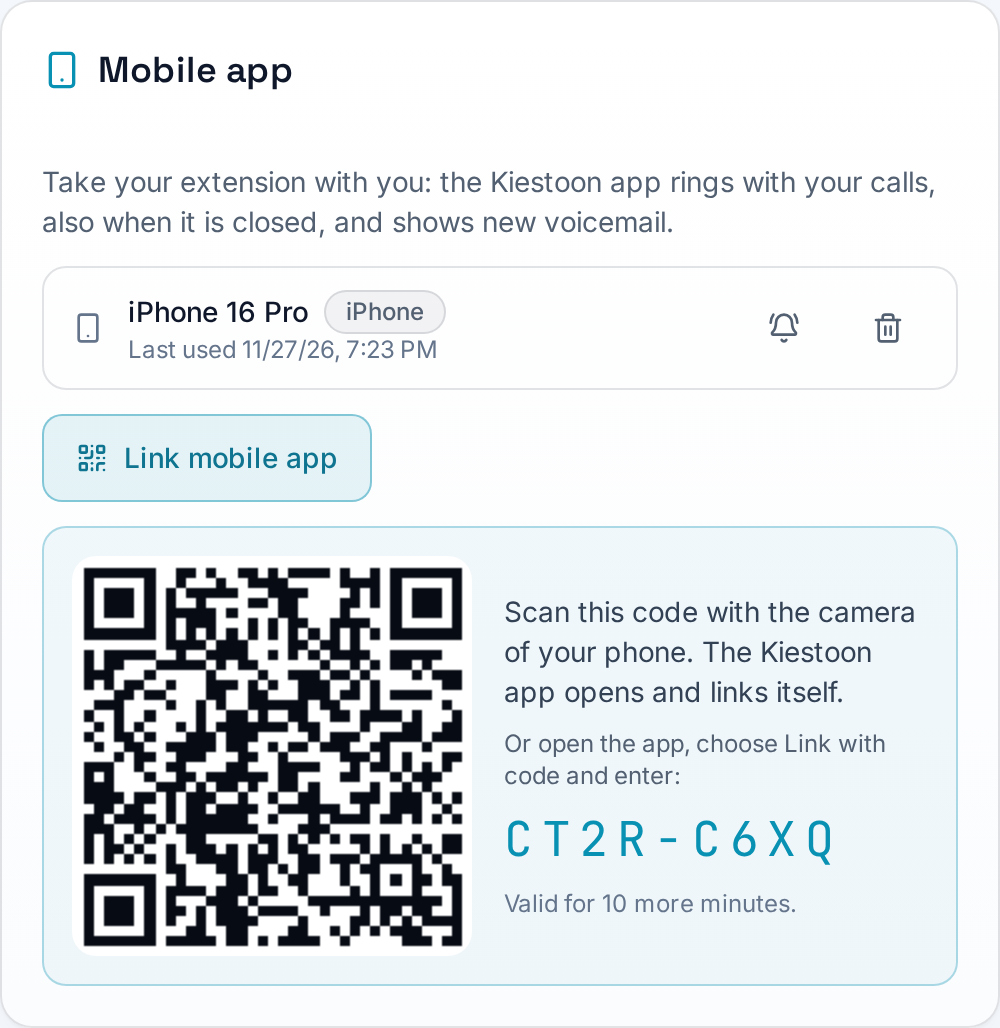 Mobile app
Take your extension with you: the Kiestoon app rings with your calls,
also when it is closed, and shows new voicemail.
iPhone 16 Pro iPhone
Last used 11/27/26, 7:23 PM
Link mobile app
Scan this code with the camera
of your phone. The Kiestoon
app opens and links itself.
Or open the app, choose Link with
code and enter:
CT2R-C6XQ
Valid for 10 more minutes.